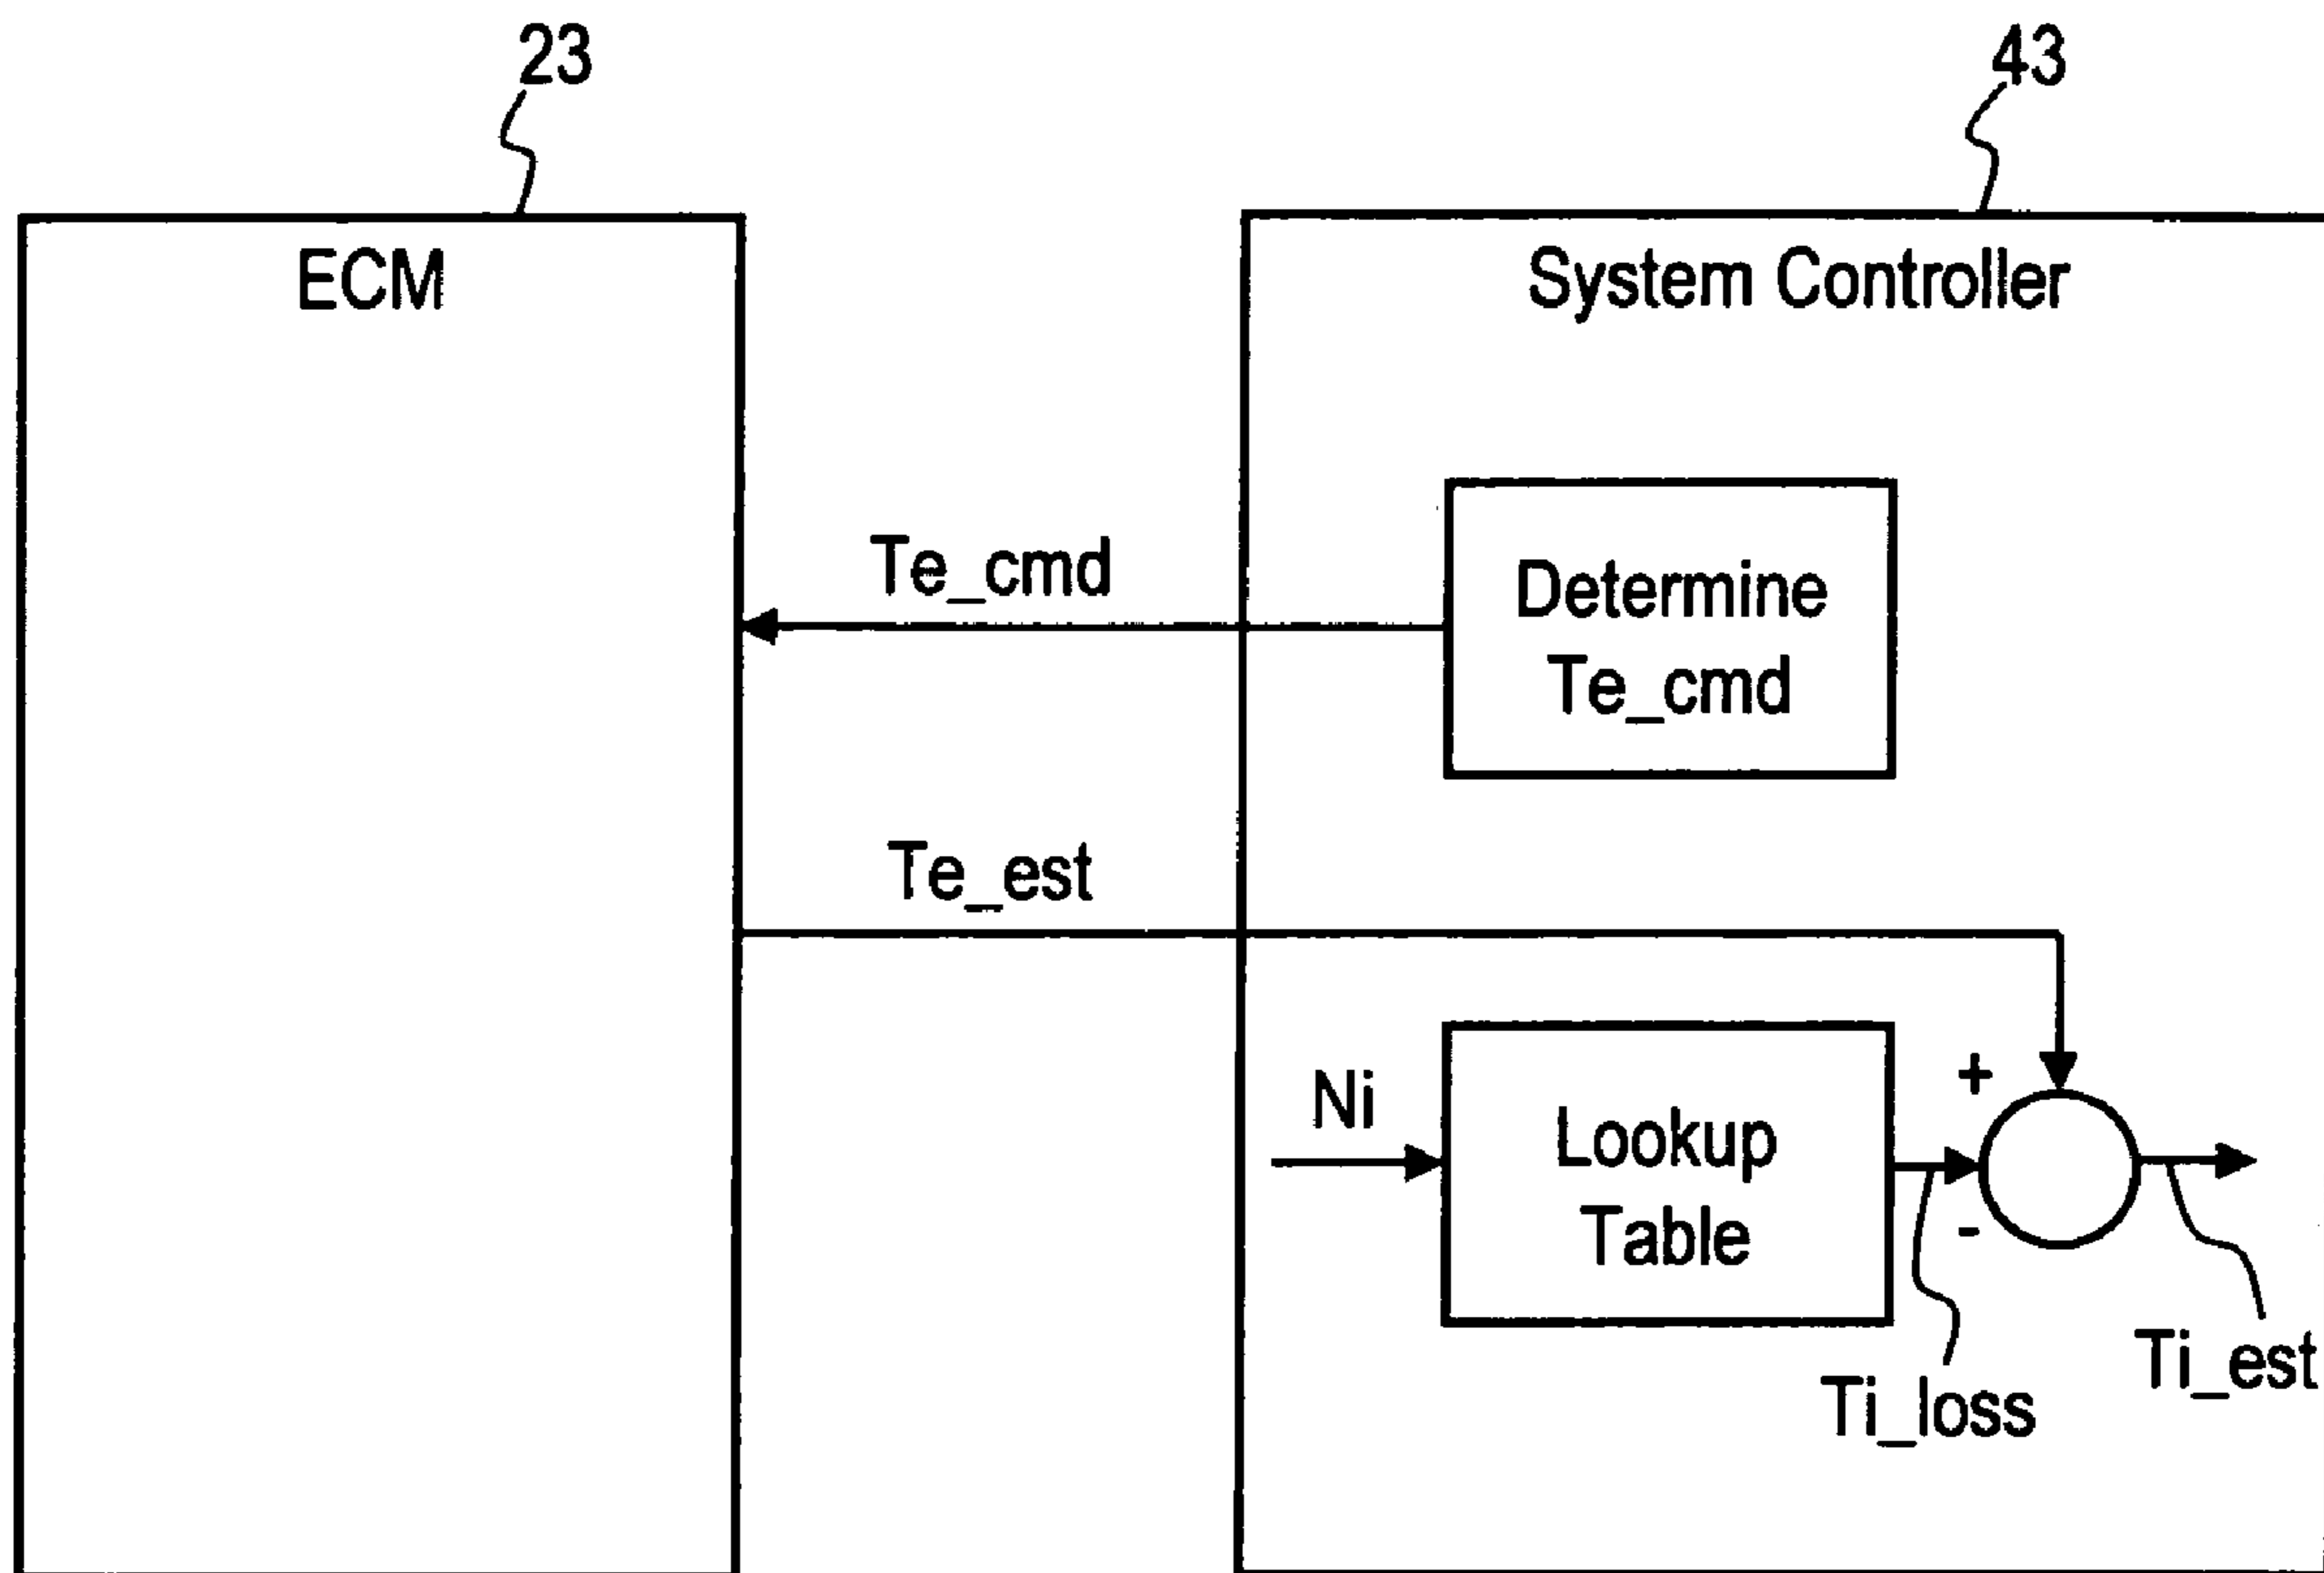 23
43
ECM
System Controller
Te_cmd
Determine
Te_cmd
Te_est
Ni
Lookup
Table
+
-
Ti_loss
Ti_est